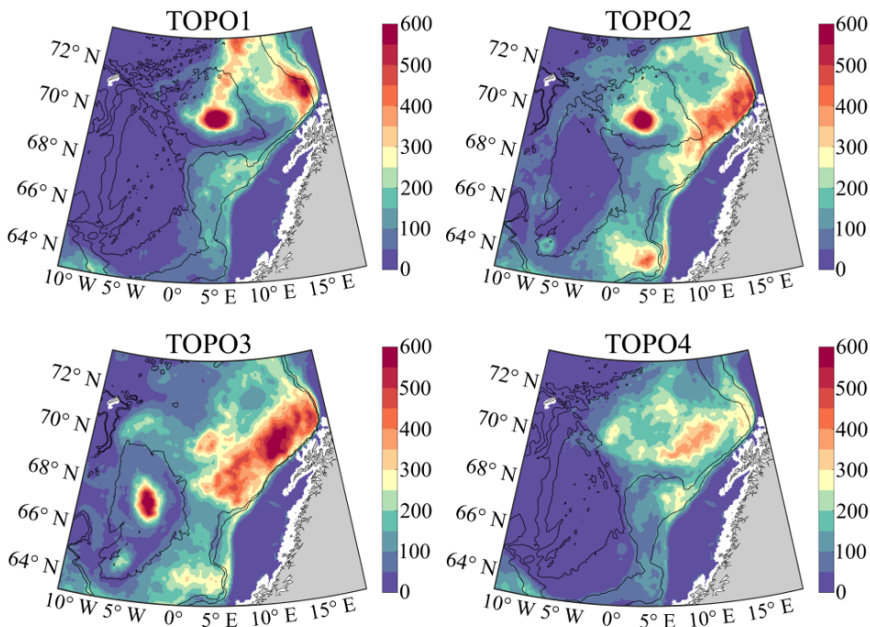 TOPO1
72° N
70° N
68° N
66° N
64° N
10° W
5° W
0°
5° E
10° E
15° E
600
500
400
300
200
100
0
TOPO2
72° N
70° N
68° N
66° N
64° N
10° W
5° W
0°
5° E
10° E
15° E
600
500
400
300
200
100
0
TOPO3
72° N
70° N
68° N
66° N
64° N
10° W
5° W
0°
5° E
10° E
15° E
600
500
400
300
200
100
0
TOPO4
72° N
70° N
68° N
66° N
64° N
10° W
5° W
0°
5° E
10° E
15° E
600
500
400
300
200
100
0